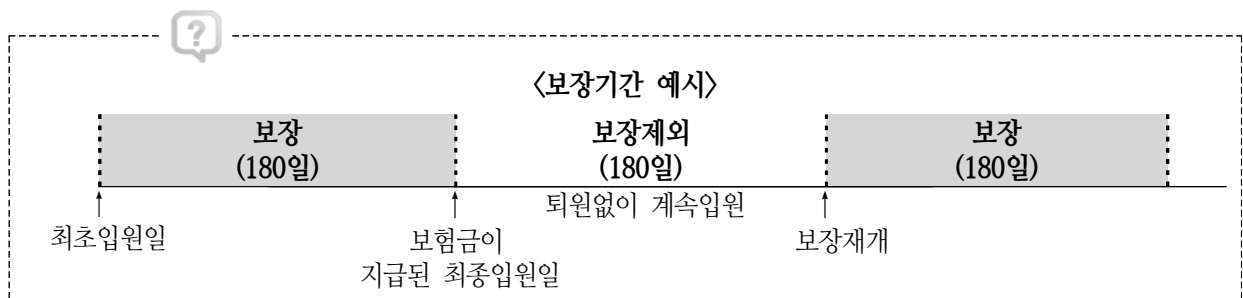 ?
〈보장기간 예시〉
보장 보장제외 보장
(180일) (180일) (180일)
퇴원없이 계속입원
최초입원일 보험금이 보장재개
지급된 최종입원일